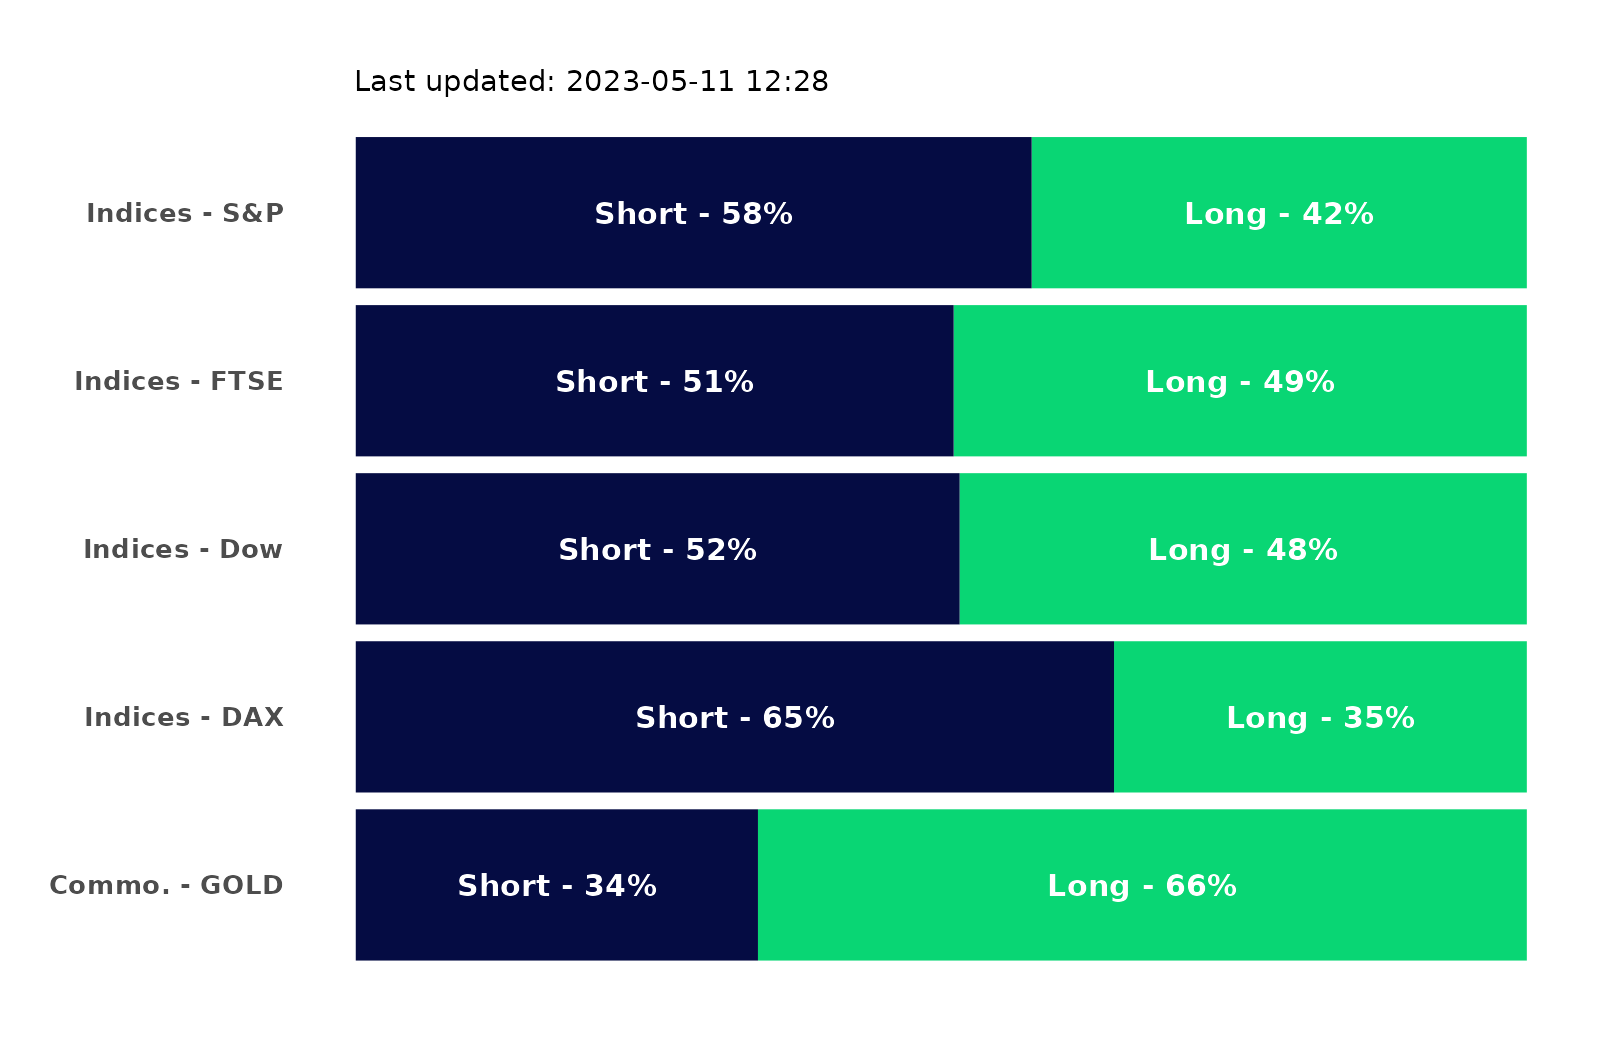 Last updated: 2023-05-11 12:28
Indices - S&P Short - 58% Long - 42%
Indices - FTSE Short - 51% Long - 49%
Indices - Dow Short - 52% Long - 48%
Indices - DAX Short - 65% Long - 35%
Commo. - GOLD Short - 34% Long - 66%